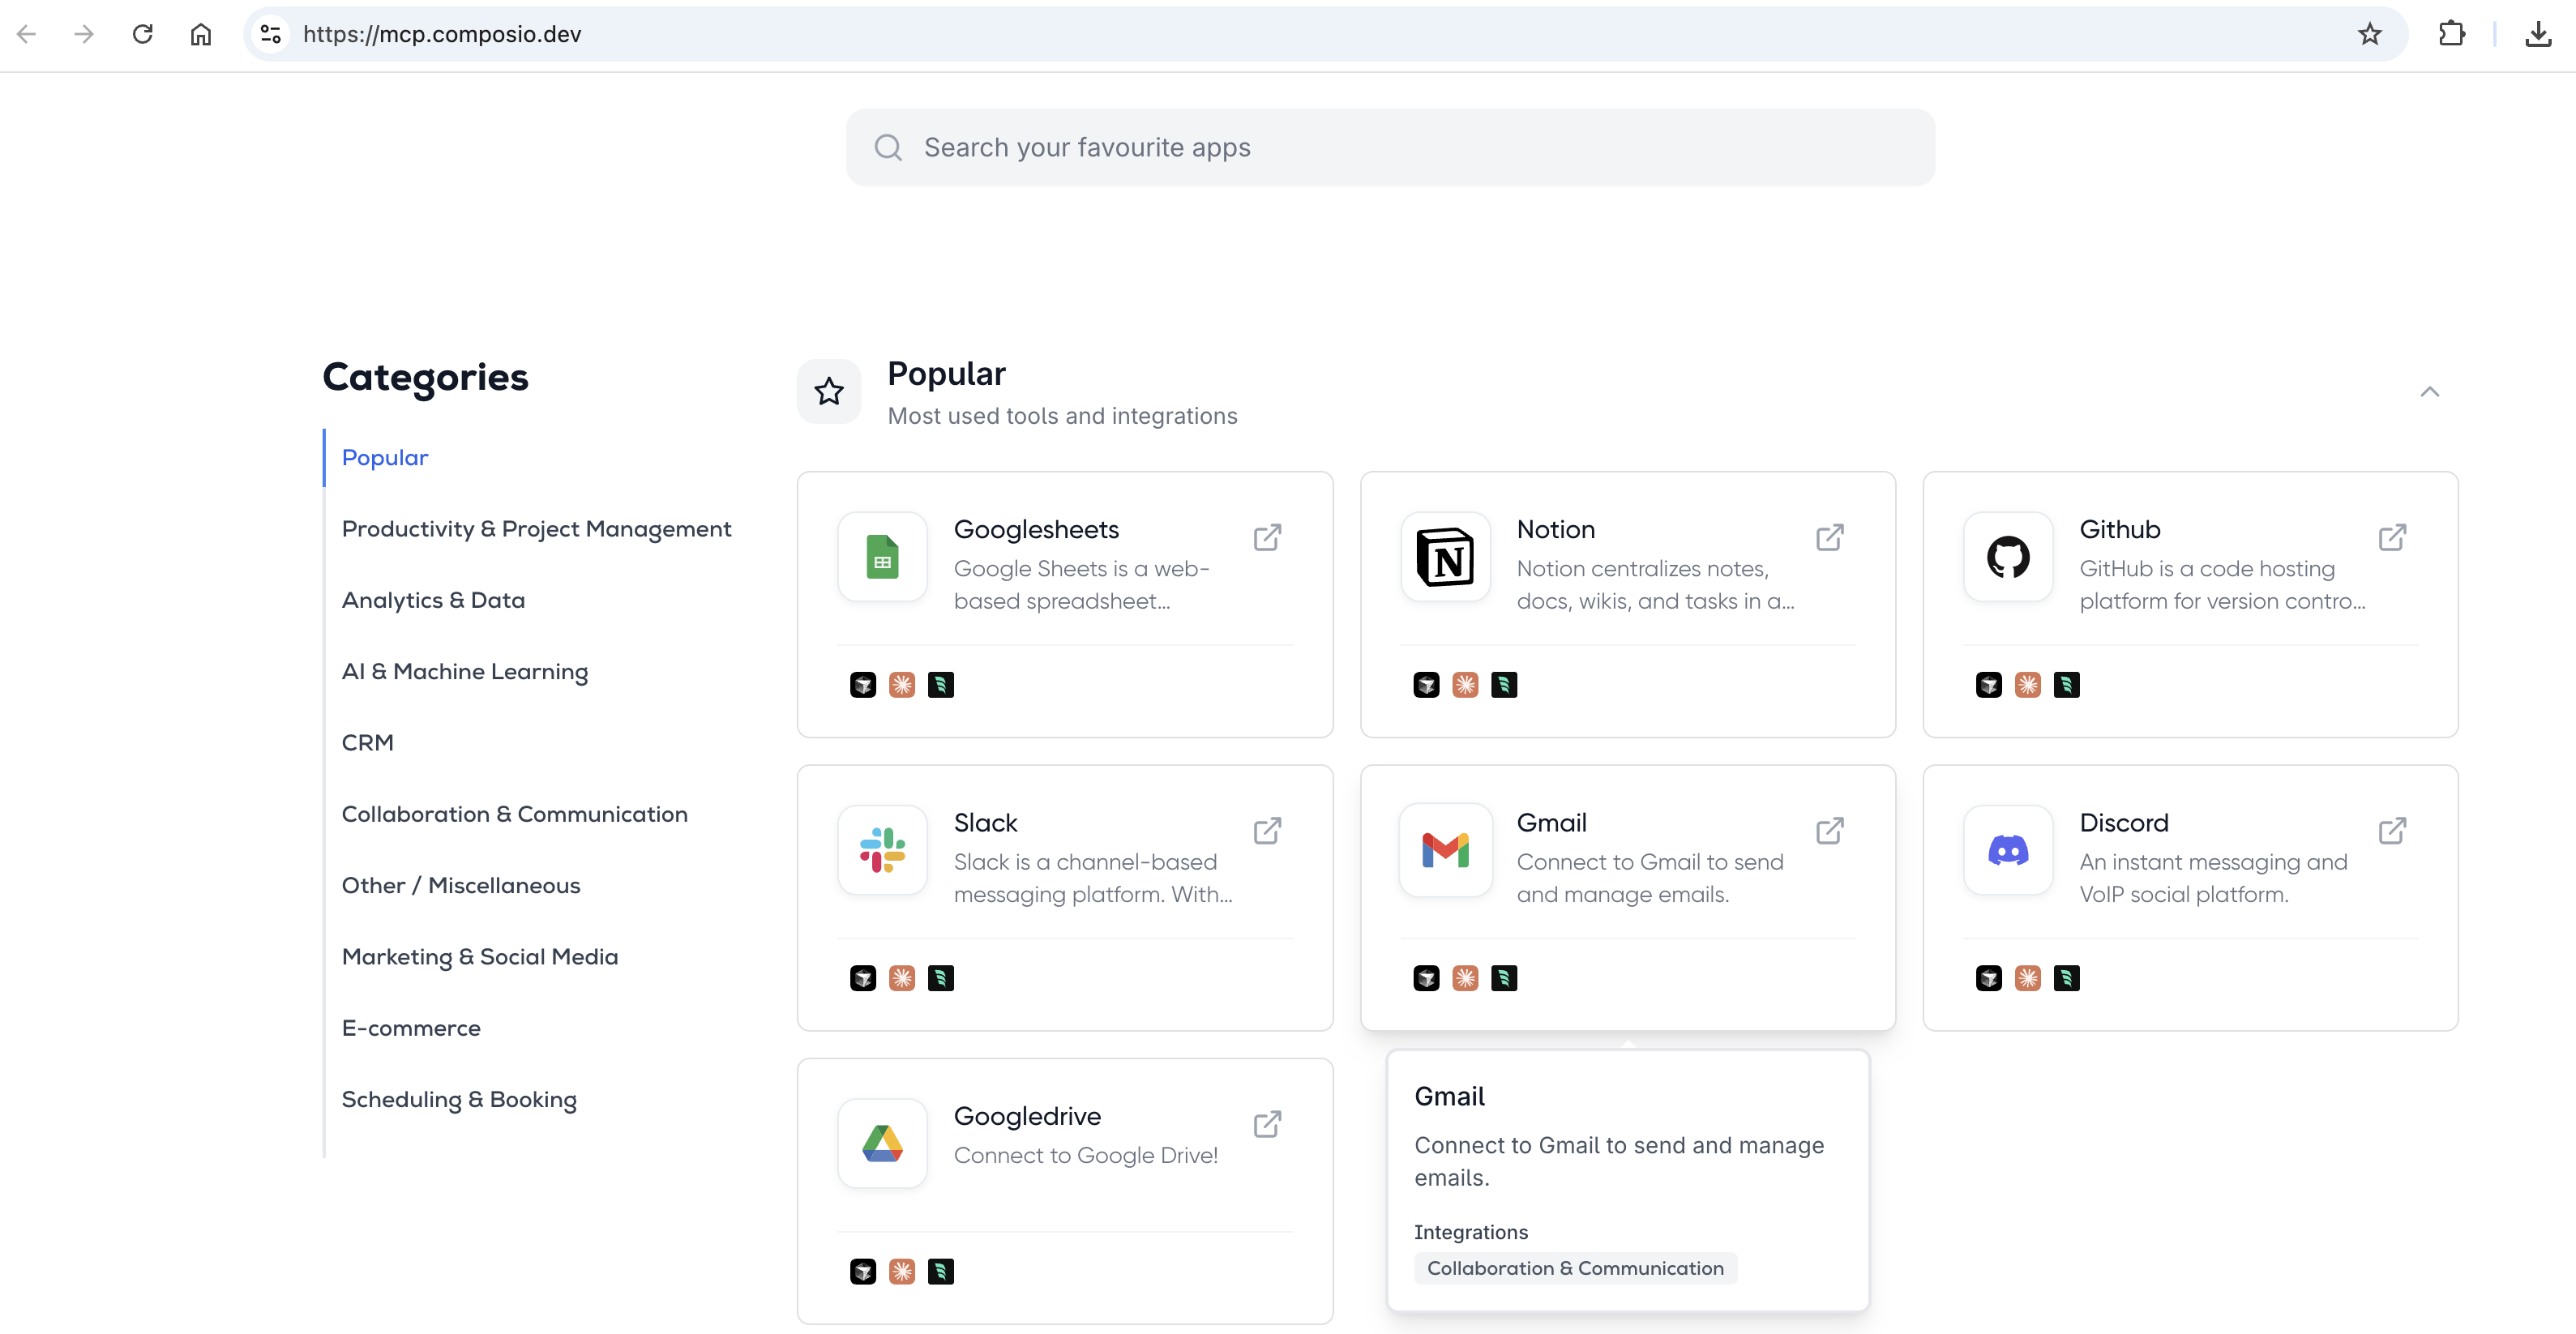 https://mcp.composio.dev
Search your favourite apps
Categories
Popular
Productivity & Project Management
Analytics & Data
AI & Machine Learning
CRM
Collaboration & Communication
Other / Miscellaneous
Marketing & Social Media
E-commerce
Scheduling & Booking
Popular
Most used tools and integrations
Googlesheets
Google Sheets is a web-
based spreadsheet...
Notion
Notion centralizes notes,
docs, wikis, and tasks in a...
Github
GitHub is a code hosting
platform for version contro...
Slack
Slack is a channel-based
messaging platform. With...
Gmail
Connect to Gmail to send
and manage emails.
Discord
An instant messaging and
VoIP social platform.
Googledrive
Connect to Google Drive!
Gmail
Connect to Gmail to send and manage
emails.
Integrations
Collaboration & Communication